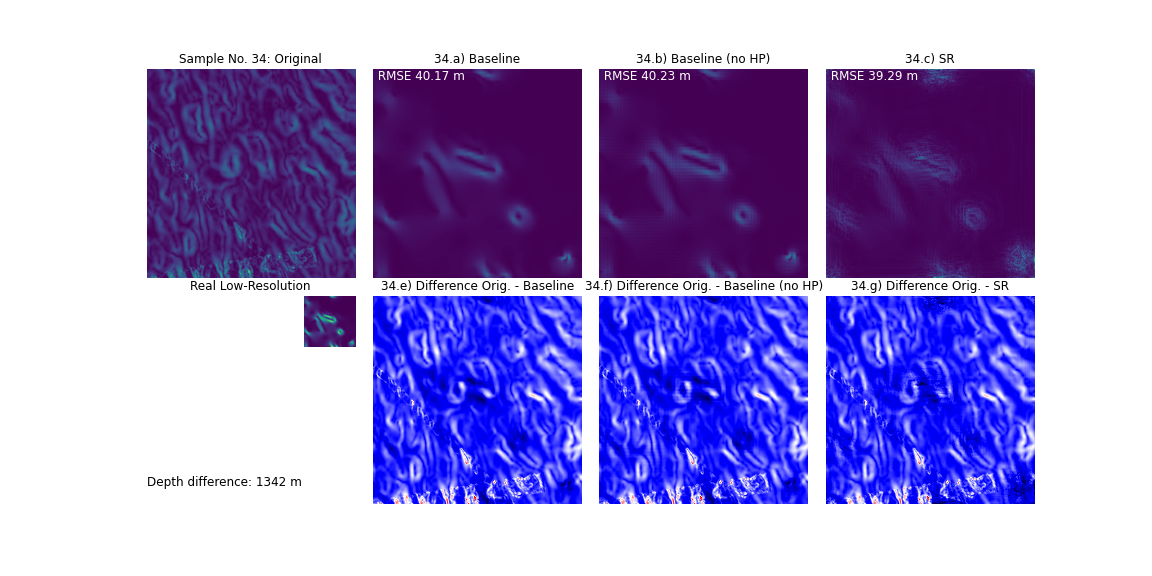 Sample No. 34: Original
34.a) Baseline
34.b) Baseline (no HP)
34.c) SR
RMSE 40.17 m
RMSE 40.23 m
RMSE 39.29 m
Real Low-Resolution
34.e) Difference Orig. - Baseline
34.f) Difference Orig. - Baseline (no HP)
34.g) Difference Orig. - SR
Depth difference: 1342 m